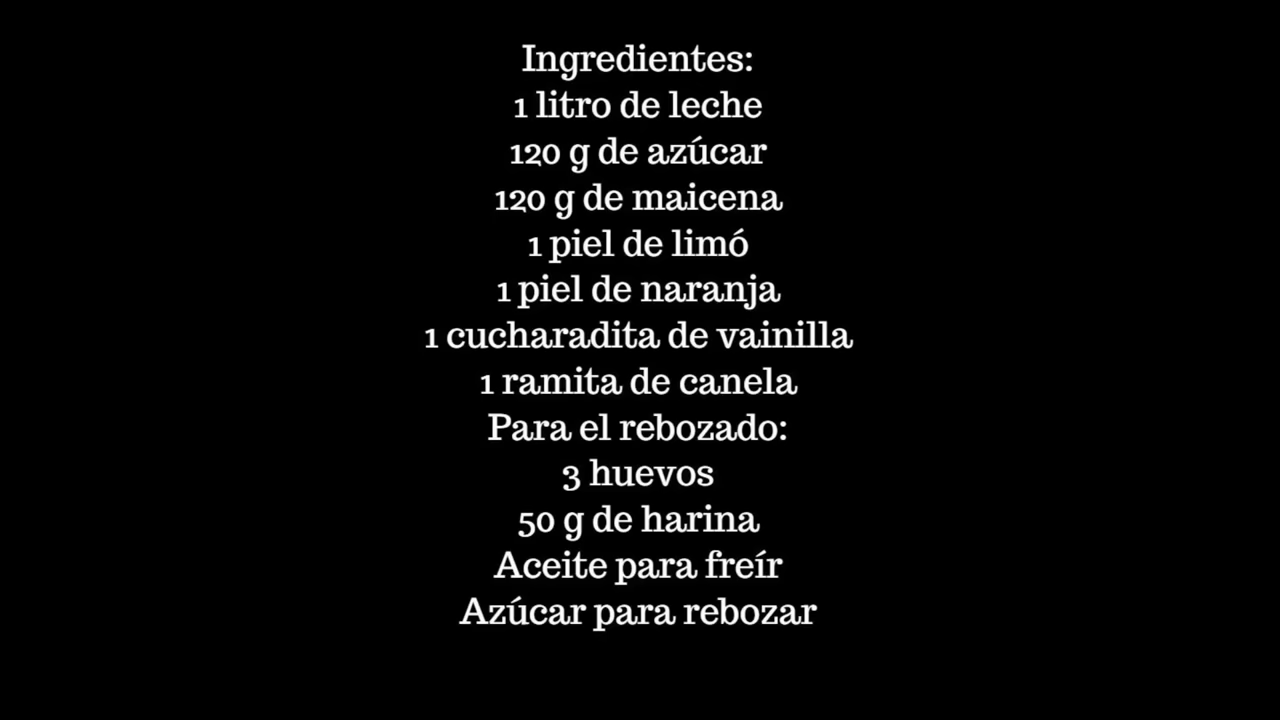 Ingredientes:
1 litro de leche
120 g de azúcar
120 g de maicena
1 piel de limó
1 piel de naranja
1 cucharadita de vainilla
1 ramita de canela
Para el rebozado:
3 huevos
50 g de harina
Aceite para freír
Azúcar para rebozar